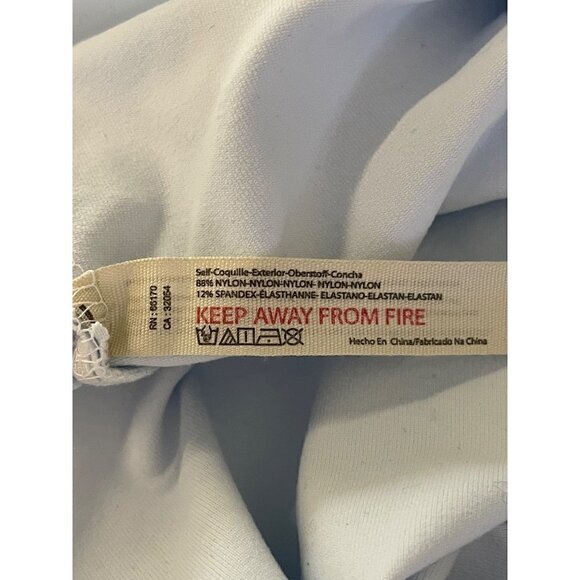 Self-Coquille-Exterior-Oberstoff-Concha
88% NYLON-NYLON-NYLON- NYLON-NYLON
12% SPANDEX-ÉLASTHANNE- ELASTANO-ELASTAN-ELASTAN
KEEP AWAY FROM FIRE
Hecho En China/Fabricado Na China
RN : 66170
CA : 32054